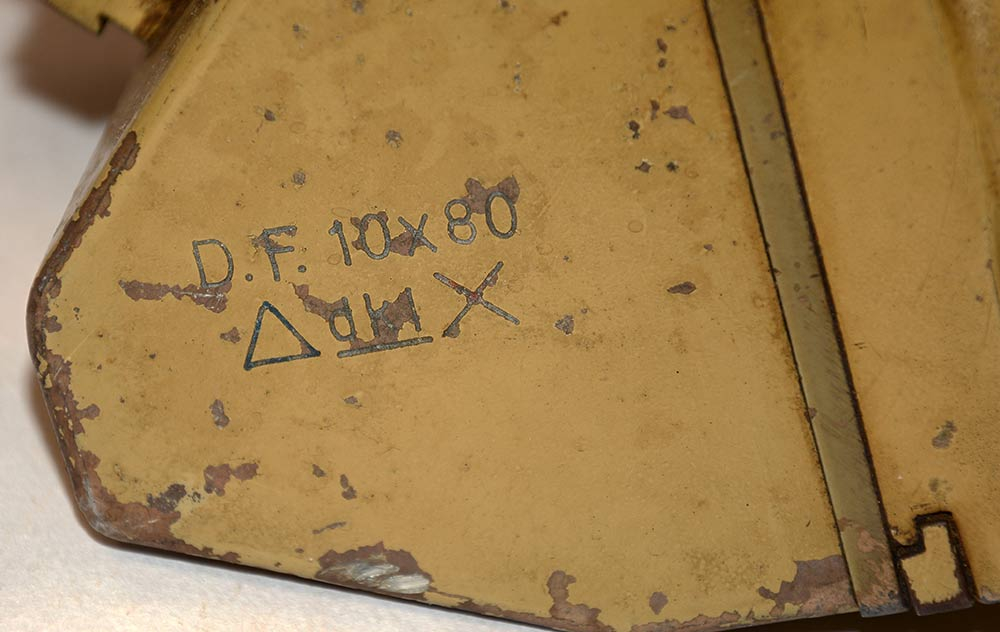 D.F. 10x80
△ dkl X